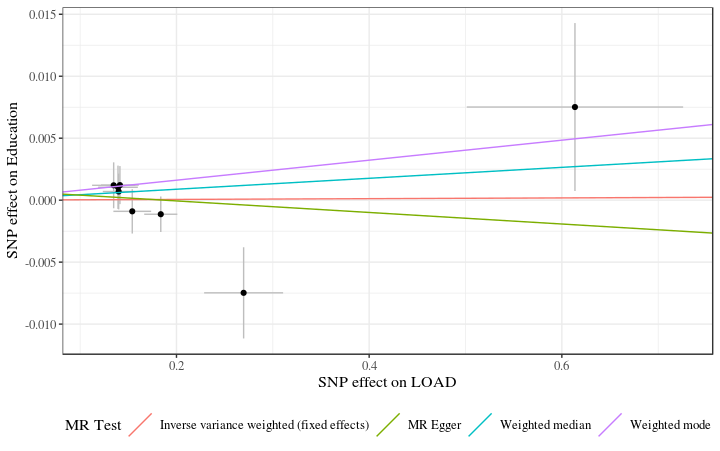 0.015
0.010
0.005
0.000
-0.005
-0.010
SNP effect on Education
0.2 0.4 0.6
SNP effect on LOAD
MR Test Inverse variance weighted (fixed effects) MR Egger Weighted median Weighted mode